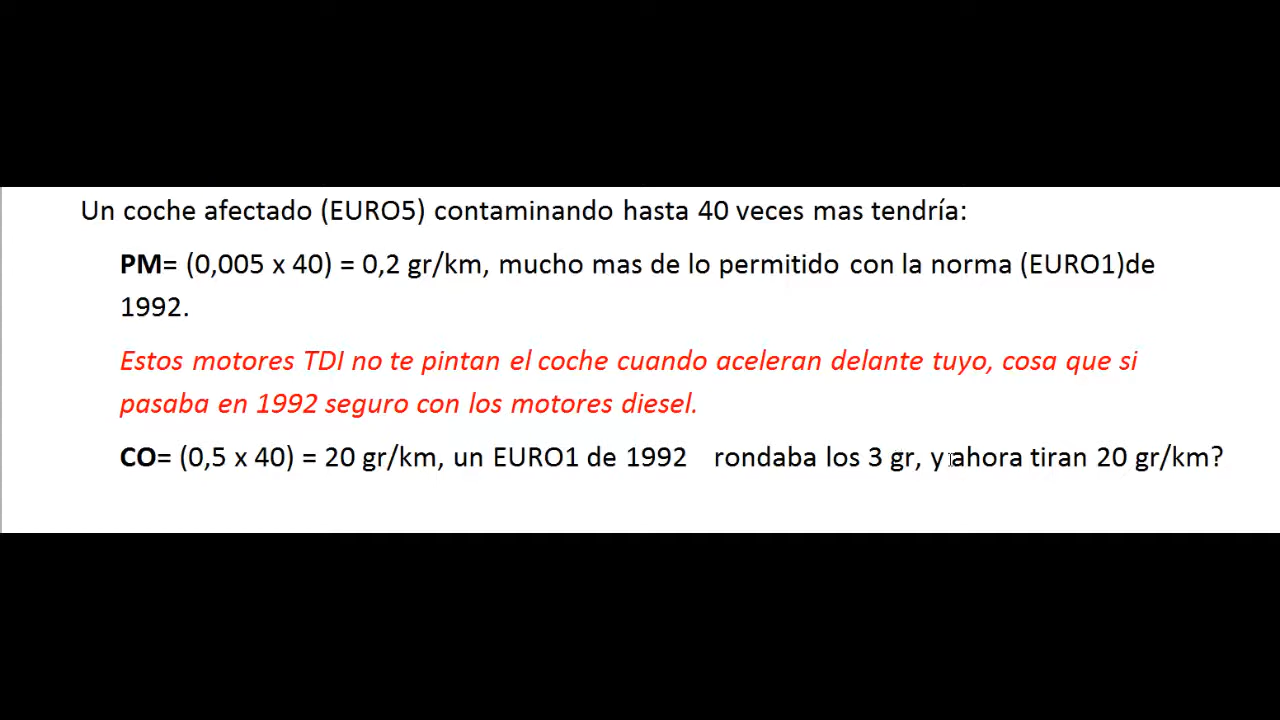 Un coche afectado (EURO5) contaminando hasta 40 veces mas tendría:
PM= (0,005 x 40) = 0,2 gr/km, mucho mas de lo permitido con la norma (EURO1)de
1992.
Estos motores TDI no te pintan el coche cuando aceleran delante tuyo, cosa que si
pasaba en 1992 seguro con los motores diesel.
CO= (0,5 x 40) = 20 gr/km, un EURO1 de 1992 rondaba los 3 gr, y ahora tiran 20 gr/km?